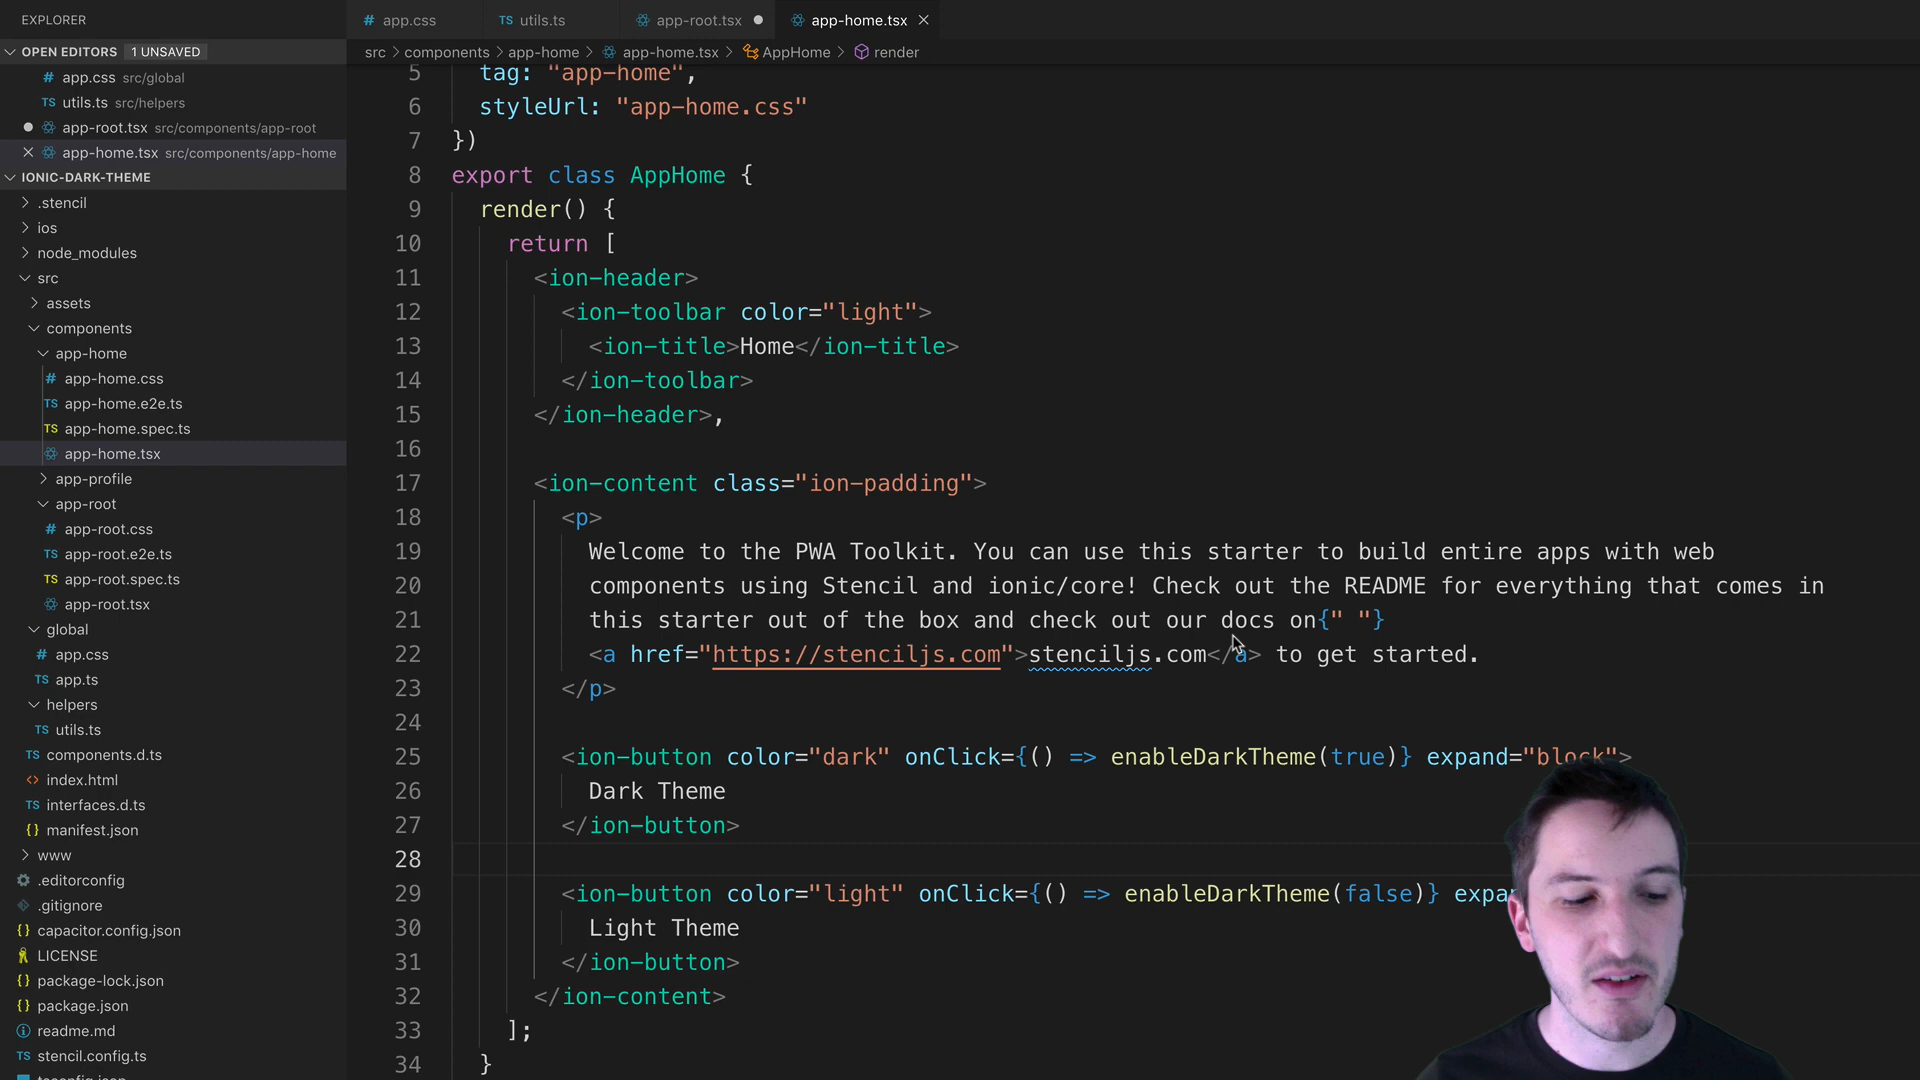 EXPLORER
OPEN EDITORS 1 UNSAVED
app.css src/global
utils.ts src/helpers
app-root.tsx src/components/app-root
app-home.tsx src/components/app-home
IONIC-DARK-THEME
.stencil
ios
node_modules
src
assets
components
app-home
app-home.css
app-home.e2e.ts
app-home.spec.ts
app-home.tsx
app-profile
app-root
app-root.css
app-root.e2e.ts
app-root.spec.ts
app-root.tsx
global
app.css
app.ts
helpers
utils.ts
components.d.ts
index.html
interfaces.d.ts
manifest.json
www
.editorconfig
.gitignore
capacitor.config.json
LICENSE
package-lock.json
package.json
readme.md
stencil.config.ts
tsconfig.json
app.css
utils.ts
app-root.tsx
app-home.tsx
src > components > app-home > app-home.tsx > AppHome > render
5 tag: "app-home",
6 styleUrl: "app-home.css"
7 })
8 export class AppHome {
9 render() {
10 return [
11 <ion-header>
12 <ion-toolbar color="light">
13 <ion-title>Home</ion-title>
14 </ion-toolbar>
15 </ion-header>,
16
17 <ion-content class="ion-padding">
18 <p>
19 Welcome to the PWA Toolkit. You can use this starter to build entire apps with web
20 components using Stencil and ionic/core! Check out the README for everything that comes in
21 this starter out of the box and check out our docs on{" "}
22 <a href="https://stenciljs.com">stenciljs.com</a> to get started.
23 </p>
24
25 <ion-button color="dark" onClick={() => enableDarkTheme(true)} expand="block">
26 Dark Theme
27 </ion-button>
28
29 <ion-button color="light" onClick={() => enableDarkTheme(false)}
30 Light Theme
31 </ion-button>
32 </ion-content>
33 ];
34 }